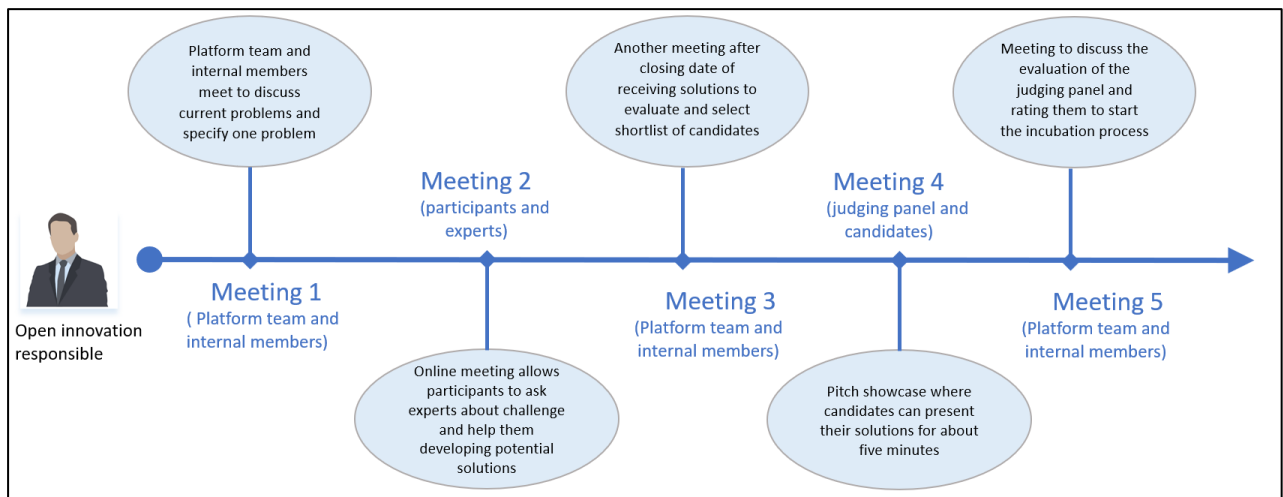 Platform team and
internal members
meet to discuss
current problems and
specify one problem
Another meeting after
closing date of
receiving solutions to
evaluate and select
shortlist of candidates
Meeting to discuss the
evaluation of the
judging panel and
rating them to start
the incubation process
Meeting 2
(participants and
experts)
Meeting 4
(judging panel and
candidates)
Open innovation
responsible
Meeting 1
( Platform team and
internal members)
Meeting 3
(Platform team and
internal members)
Meeting 5
(Platform team and
internal members)
Online meeting allows
participants to ask
experts about challenge
and help them
developing potential
solutions
Pitch showcase where
candidates can present
their solutions for about
five minutes